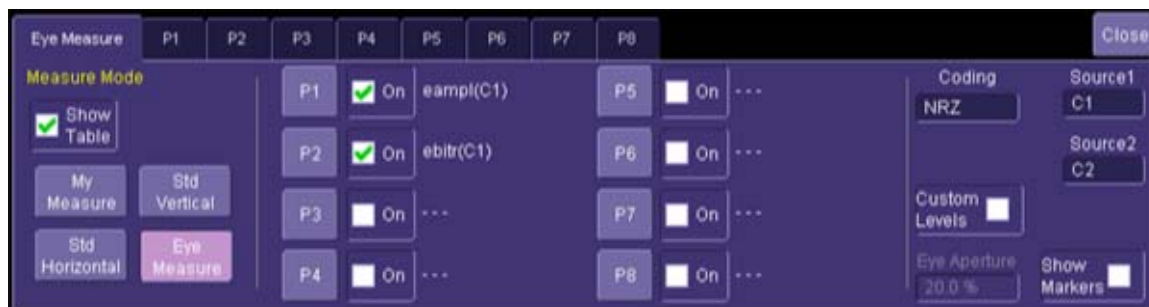 Eye Measure P1 P2 P3 P4 P5 P6 P7 P8 Close
Measure Mode
Show
Table
My
Measure
Std
Vertical
Std
Horizontal
Eye
Measure
P1 On eampl(C1)
P2 On ebitr(C1)
P3 On ---
P4 On ---
P5 On ---
P6 On ---
P7 On ---
P8 On ---
Coding
NRZ
Source1
C1
Source2
C2
Custom
Levels
Eye Aperture
20.0 %
Show
Markers